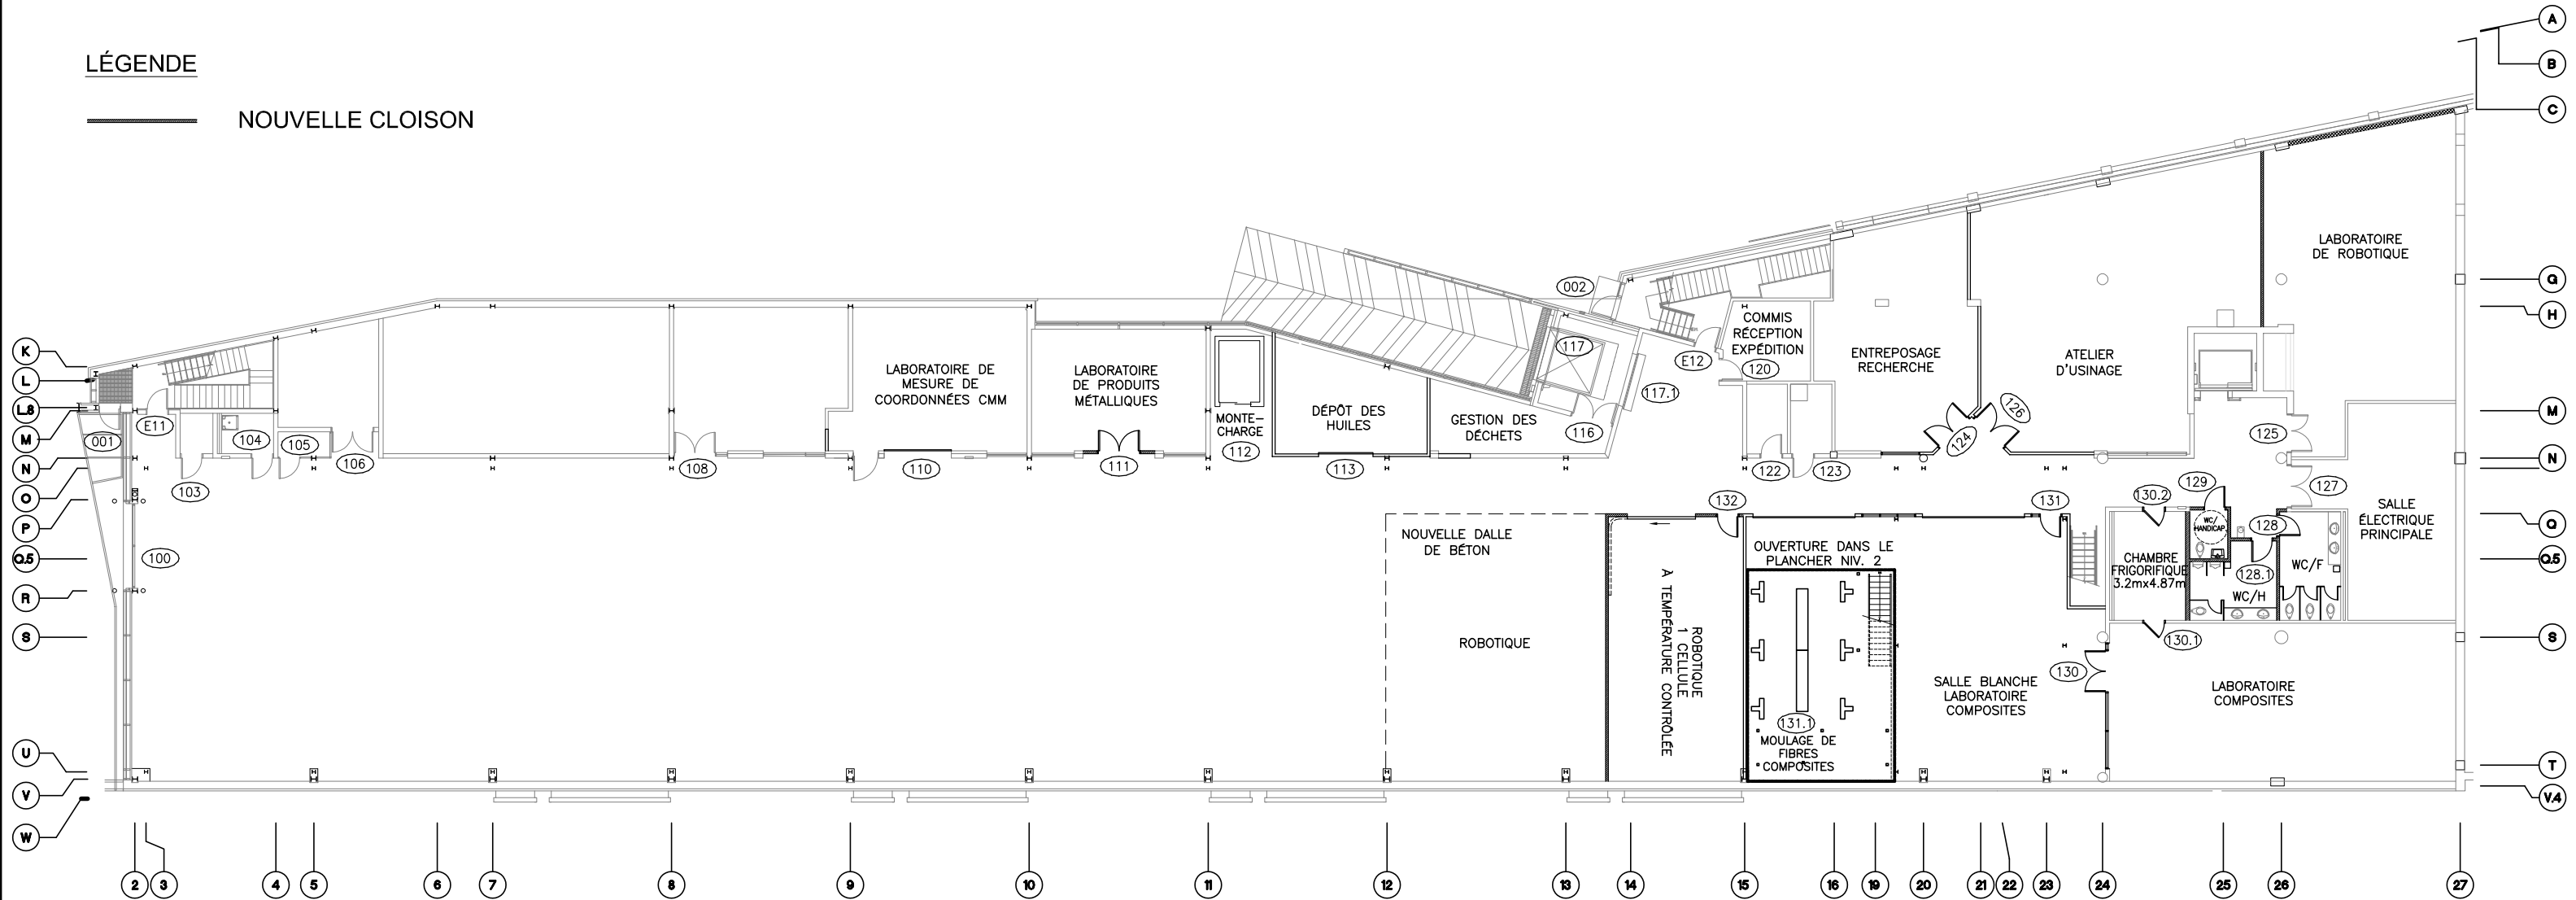 LÉGENDE
NOUVELLE CLOISON
A
B
C
LABORATOIRE
DE ROBOTIQUE
G
H
002
COMMIS
RÉCEPTION
EXPÉDITION
120
E12
117
117.1
ENTREPOSAGE
RECHERCHE
ATELIER
D'USINAGE
K
L
L.8
M
N
O
P
Q.5
R
S
U
V
W
001
E11
103
104
105
106
108
LABORATOIRE DE
MESURE DE
COORDONNÉES CMM
110
LABORATOIRE
DE PRODUITS
MÉTALLIQUES
111
MONTE-
CHARGE
112
DÉPÔT DES
HUILES
113
GESTION DES
DÉCHETS
116
122
123
124
126
125
127
M
N
Q
Q.5
S
T
V.4
100
NOUVELLE DALLE
DE BÉTON
ROBOTIQUE
132
ROBOTIQUE
1 CELLULE
À TEMPÉRATURE CONTRÔLÉE
OUVERTURE DANS LE
PLANCHER NIV. 2
131.1
MOULAGE DE
FIBRES
COMPOSITES
131
SALLE BLANCHE
LABORATOIRE
COMPOSITES
130
130.2
CHAMBRE
FRIGORIFIQUE
3.2mx4.87m
130.1
129
WC/
HANDICAP.
128
128.1
WC/H
WC/F
SALLE
ÉLECTRIQUE
PRINCIPALE
LABORATOIRE
COMPOSITES
2
3
4
5
6
7
8
9
10
11
12
13
14
15
16
19
20
21
22
23
24
25
26
27